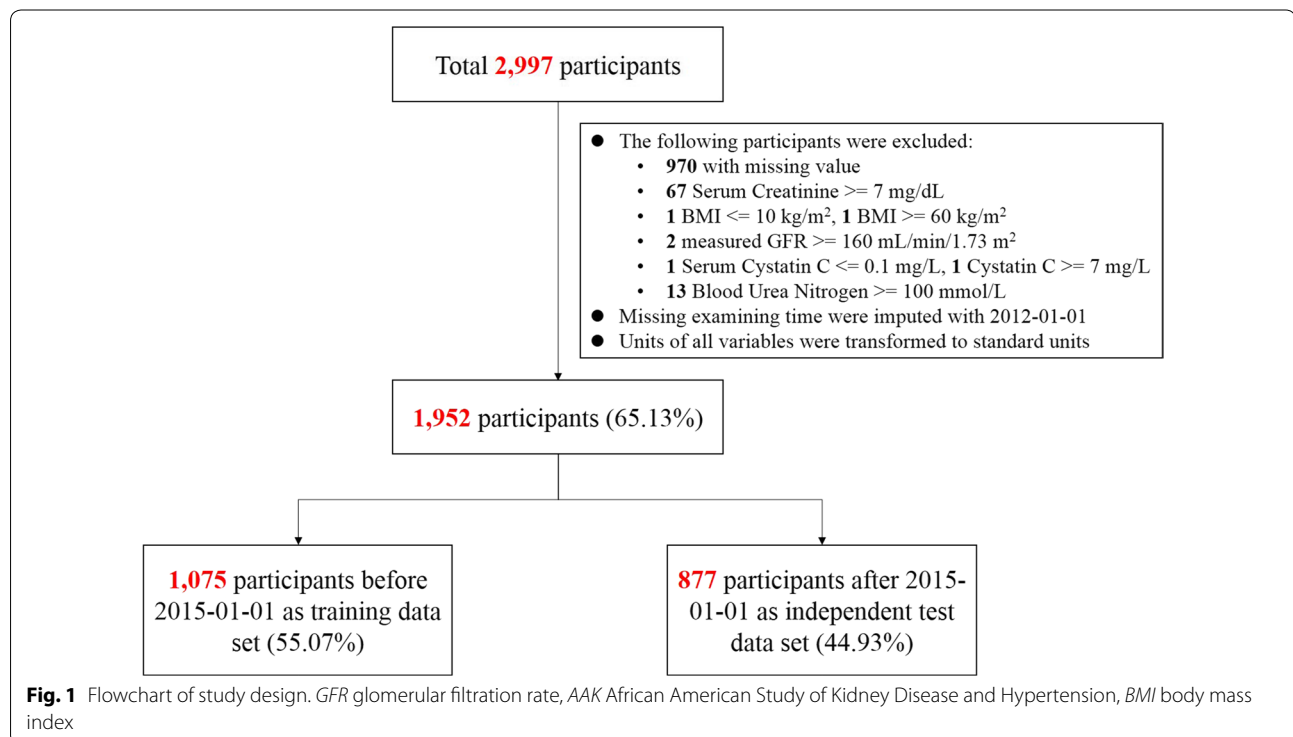 Total 2,997 participants
● The following participants were excluded:
• 970 with missing value
• 67 Serum Creatinine >= 7 mg/dL
• 1 BMI <= 10 kg/m², 1 BMI >= 60 kg/m²
• 2 measured GFR >= 160 mL/min/1.73 m²
• 1 Serum Cystatin C <= 0.1 mg/L, 1 Cystatin C >= 7 mg/L
• 13 Blood Urea Nitrogen >= 100 mmol/L
● Missing examining time were imputed with 2012-01-01
● Units of all variables were transformed to standard units
1,952 participants (65.13%)
1,075 participants before
2015-01-01 as training data
set (55.07%)
877 participants after 2015-
01-01 as independent test
data set (44.93%)
Fig. 1 Flowchart of study design. GFR glomerular filtration rate, AAK African American Study of Kidney Disease and Hypertension, BMI body mass
index